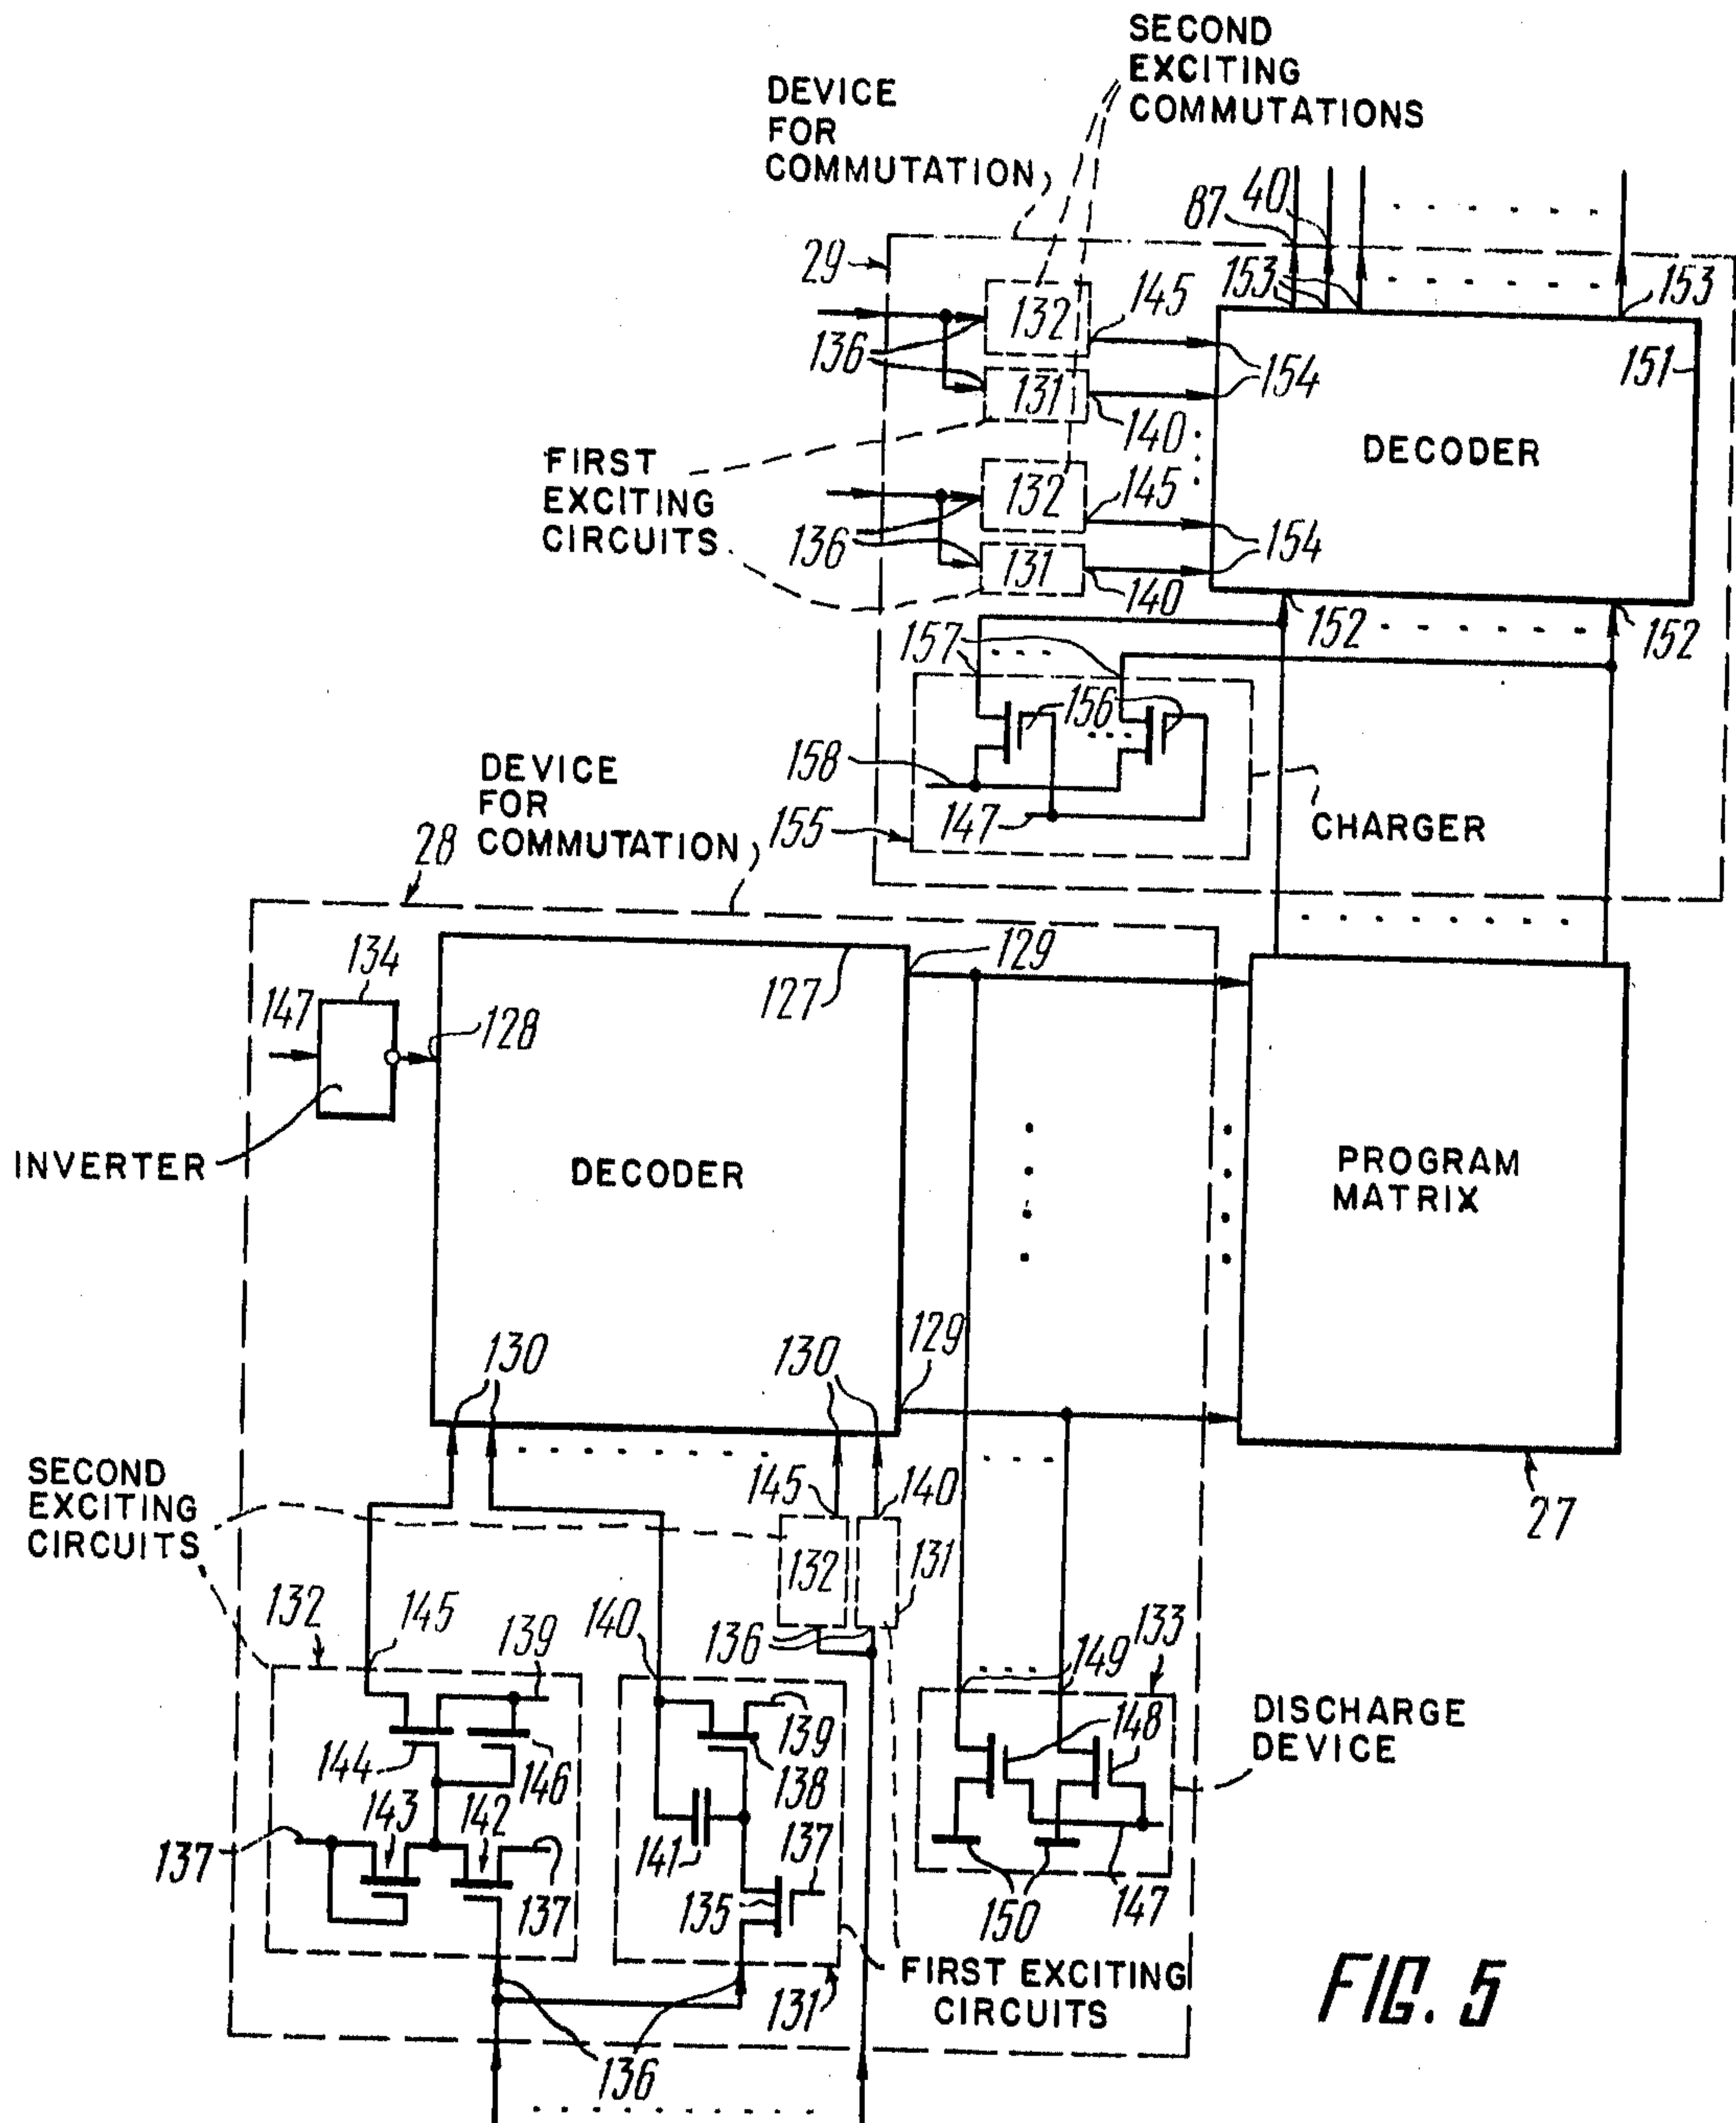 SECOND
EXCITING
COMMUTATIONS
DEVICE
FOR
COMMUTATION
87
40
29
153
153
132
145
136
154
151
131
140
DECODER
FIRST
EXCITING
CIRCUITS
132
145
136
154
131
140
152
152
157
156
158
147
155
CHARGER
DEVICE
FOR
COMMUTATION
28
134
147
128
127
129
INVERTER
DECODER
PROGRAM
MATRIX
130
130
129
SECOND
EXCITING
CIRCUITS
145
140
27
132
131
132
145
139
140
136
149
133
139
DISCHARGE
DEVICE
144
146
138
148
143
142
137
137
141
137
135
150
147
FIRST EXCITING
CIRCUITS
131
136
FIG. 5